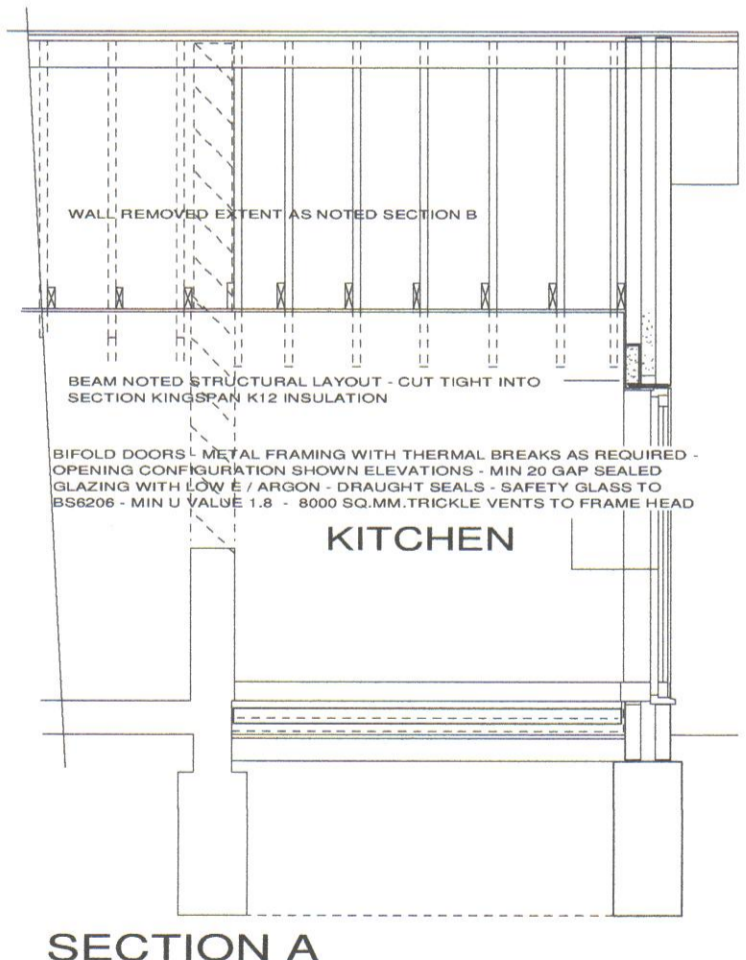 WALL REMOVED EXTENT AS NOTED SECTION B
BEAM NOTED STRUCTURAL LAYOUT - CUT TIGHT INTO
SECTION KINGSPAN K12 INSULATION
BIFOLD DOORS - METAL FRAMING WITH THERMAL BREAKS AS REQUIRED -
OPENING CONFIGURATION SHOWN ELEVATIONS - MIN 20 GAP SEALED
GLAZING WITH LOW E / ARGON - DRAUGHT SEALS - SAFETY GLASS TO
BS6206 - MIN U VALUE 1.8 - 8000 SQ.MM.TRICKLE VENTS TO FRAME HEAD
KITCHEN
SECTION A